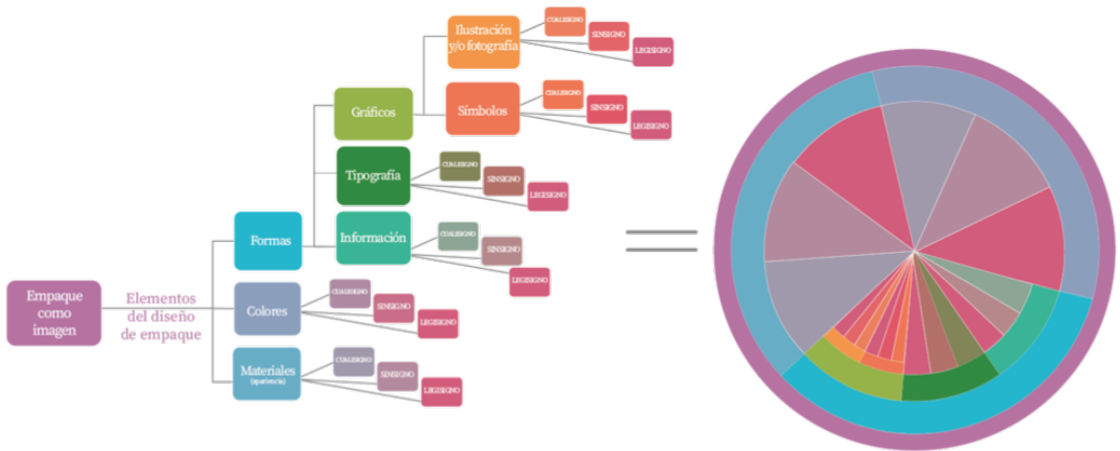 Ilustración
y/o fotografía
CUALISIGNO
SINSIGNO
LEGISIGNO
Gráficos
Símbolos
CUALISIGNO
SINSIGNO
LEGISIGNO
Tipografía
CUALISIGNO
SINSIGNO
LEGISIGNO
Formas
Información
CUALISIGNO
SINSIGNO
LEGISIGNO
Empaque
como
imagen
Elementos
del diseño
de empaque
Colores
CUALISIGNO
SINSIGNO
LEGISIGNO
Materiales
(apariencia)
CUALISIGNO
SINSIGNO
LEGISIGNO